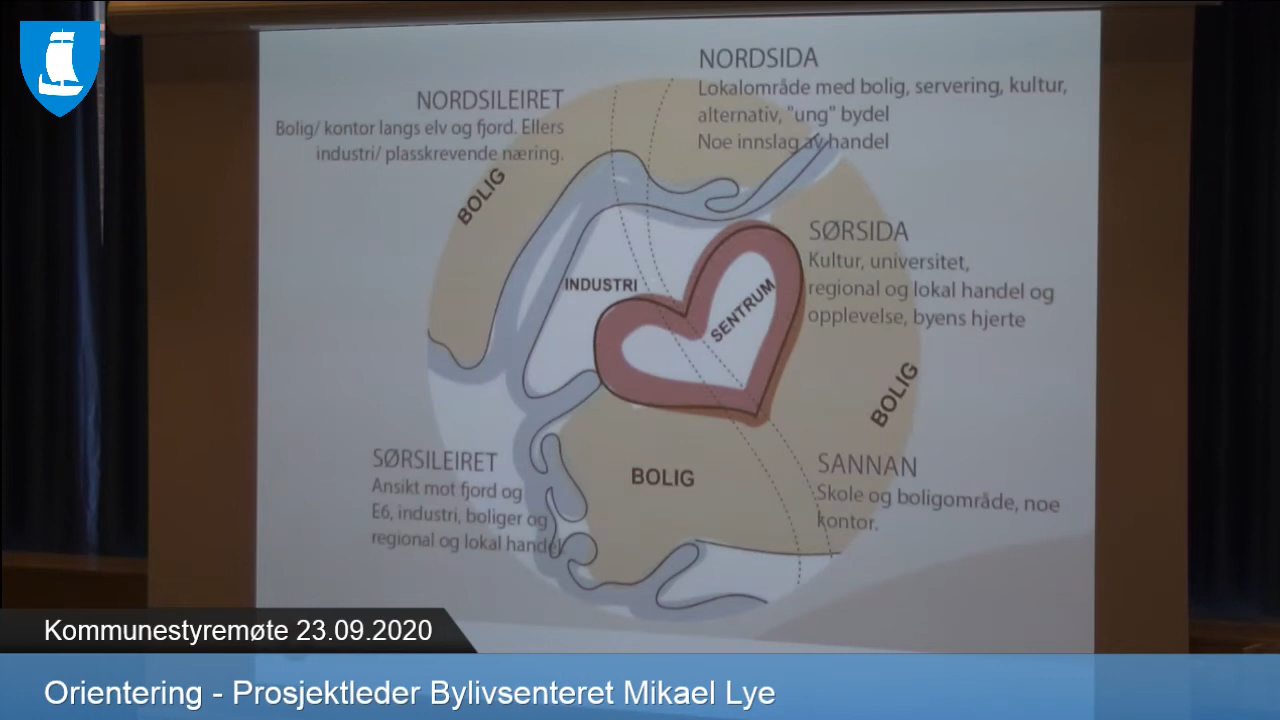 NORDSILEIRET
Bolig/ kontor langs elv og fjord. Ellers
industri/ plasskrevende næring.
NORDSIDA
Lokalområde med bolig, servering, kultur,
alternativ, "ung" bydel
Noe innslag av handel
BOLIG
SØRSIDA
Kultur, universitet,
regional og lokal handel og
opplevelse, byens hjerte
INDUSTRI
SENTRUM
BOLIG
SØRSILEIRET
Ansikt mot fjord og
E6, industri, boliger og
regional og lokal handel
BOLIG
SANNAN
Skole og boligområde, noe
kontor.
Kommunestyremøte 23.09.2020
Orientering - Prosjektleder Bylivsenteret Mikael Lye